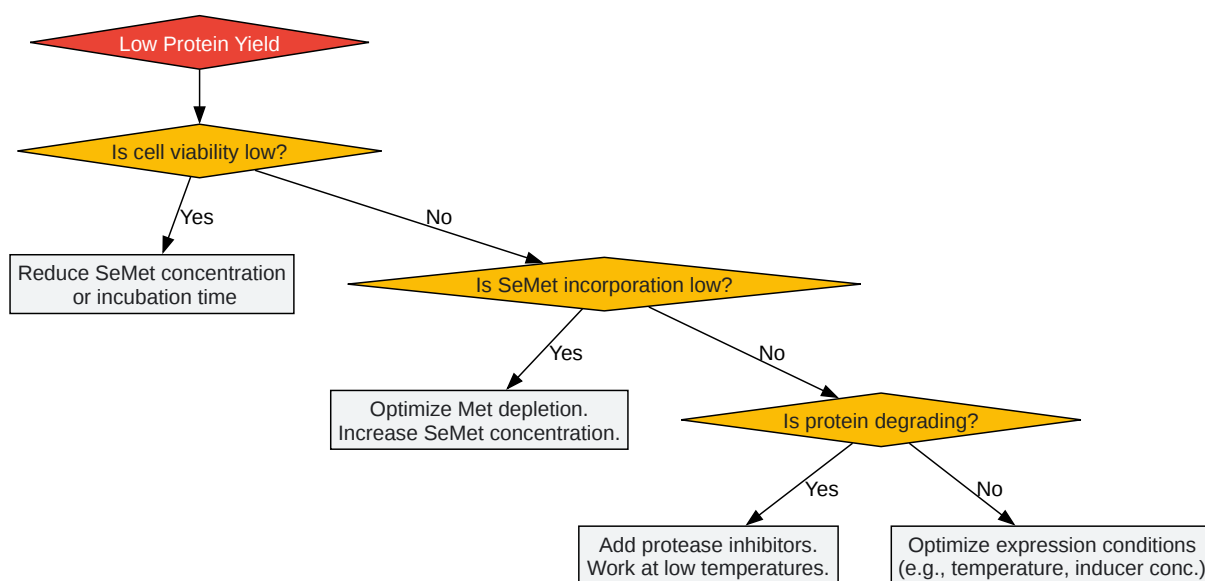 Low Protein Yield
Is cell viability low?
Yes
No
Reduce SeMet concentration
or incubation time
Is SeMet incorporation low?
Yes
No
Optimize Met depletion.
Increase SeMet concentration.
Is protein degrading?
Yes
No
Add protease inhibitors.
Work at low temperatures.
Optimize expression conditions
(e.g., temperature, inducer conc.)